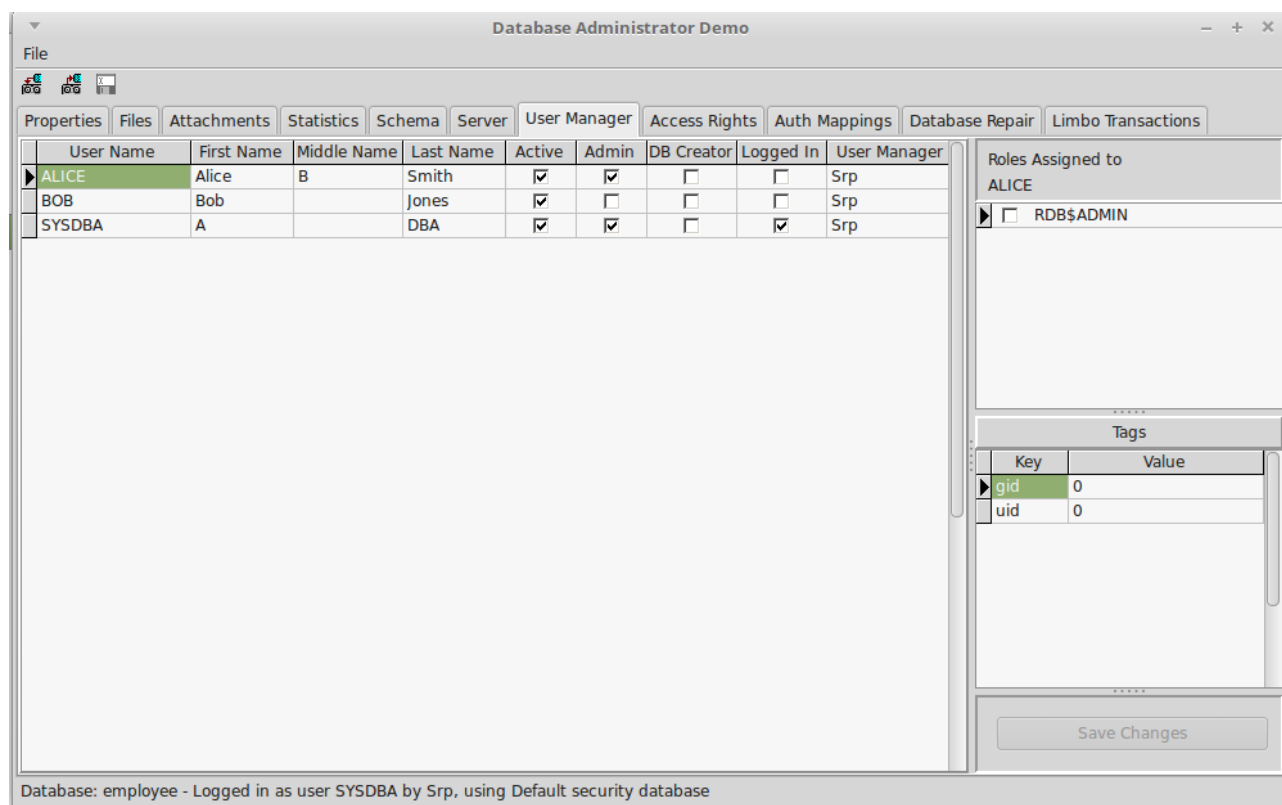 Database Administrator Demo
File
Properties Files Attachments Statistics Schema Server User Manager Access Rights Auth Mappings Database Repair Limbo Transactions
User Name First Name Middle Name Last Name Active Admin DB Creator Logged In User Manager
ALICE Alice B Smith Srp
BOB Bob Jones Srp
SYSDBA A DBA Srp
Roles Assigned to
ALICE
RDB$ADMIN
Tags
Key Value
gid 0
uid 0
Save Changes
Database: employee - Logged in as user SYSDBA by Srp, using Default security database